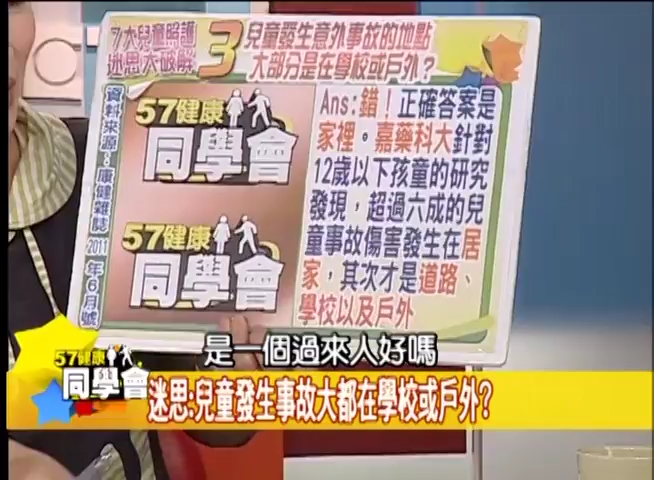 7大兒童照護
迷思大破解
3
兒童發生意外事故的地點
大部分是在學校或戶外?
資料來源:康健雜誌 2011 年6月號
57健康
同學會
57健康
同學會
Ans:錯!正確答案是
家裡。嘉藥科大針對
12歲以下孩童的研究
發現,超過六成的兒
童事故傷害發生在居
家,其次才是道路、
學校以及戶外
是一個過來人好嗎
57健康
同學會
迷思:兒童發生事故大都在學校或戶外?